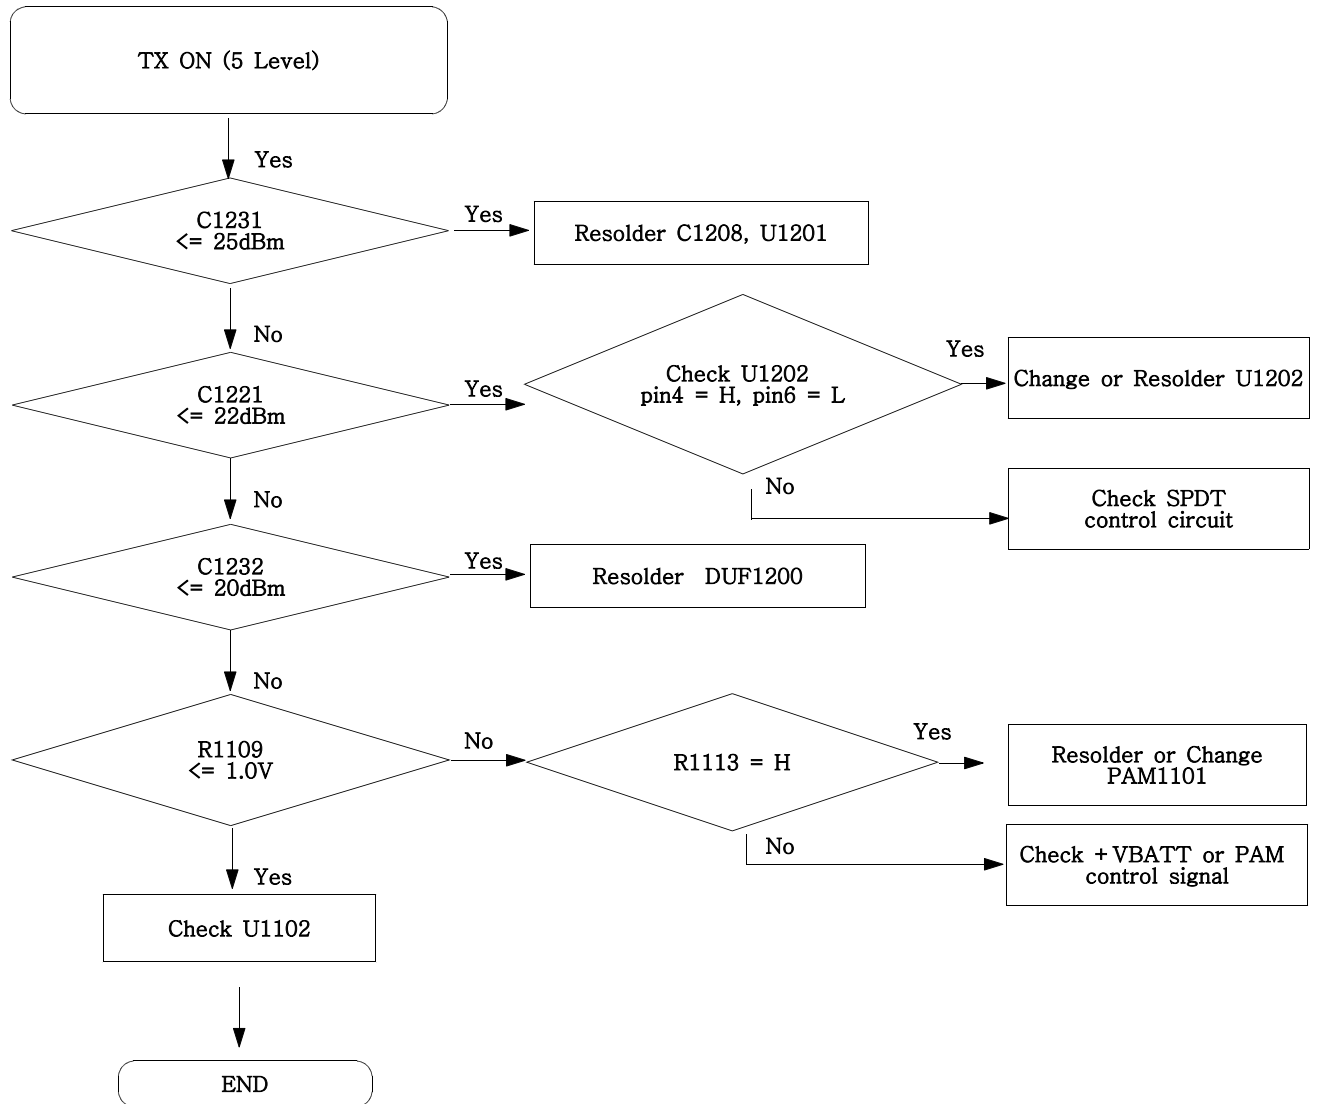 TX ON (5 Level)
Yes
C1231
<= 25dBm
Yes
Resolder C1208, U1201
No
C1221
<= 22dBm
Yes
Check U1202
pin4 = H, pin6 = L
Yes
Change or Resolder U1202
No
Check SPDT
control circuit
No
C1232
<= 20dBm
Yes
Resolder DUF1200
No
R1109
<= 1.0V
No
R1113 = H
Yes
Resolder or Change
PAM1101
No
Check +VBATT or PAM
control signal
Yes
Check U1102
END